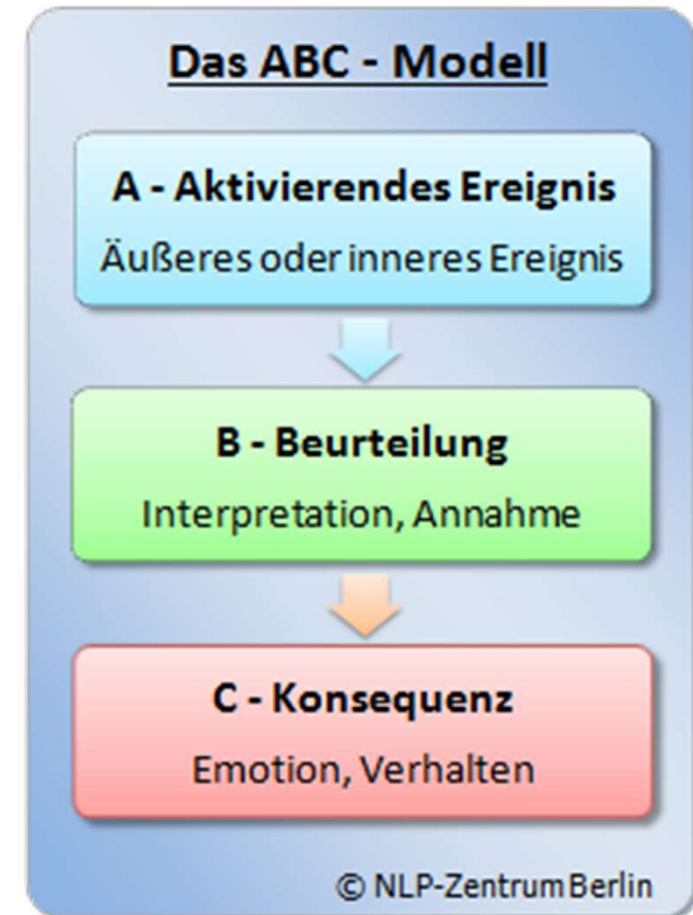 Das ABC - Modell
A - Aktivierendes Ereignis
Äußeres oder inneres Ereignis
B - Beurteilung
Interpretation, Annahme
C - Konsequenz
Emotion, Verhalten
© NLP-Zentrum Berlin